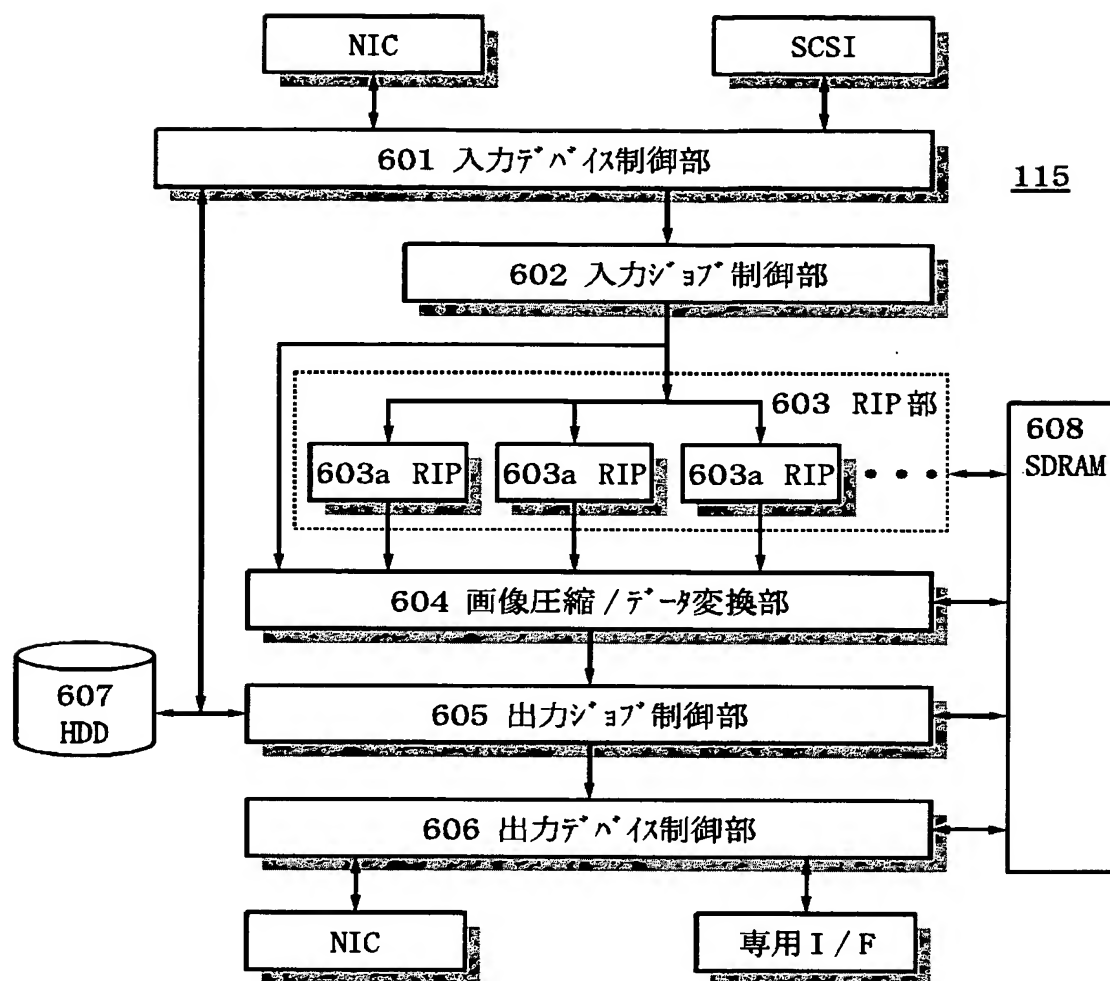 NIC
SCSI
601 入力ﾃﾞﾊﾞｲｽ制御部
115
602 入力ｼﾞｮﾌﾞ制御部
603 RIP部
608
SDRAM
603a RIP
603a RIP
603a RIP
604 画像圧縮/ﾃﾞｰﾀ変換部
607
HDD
605 出力ｼﾞｮﾌﾞ制御部
606 出力ﾃﾞﾊﾞｲｽ制御部
NIC
専用I/F